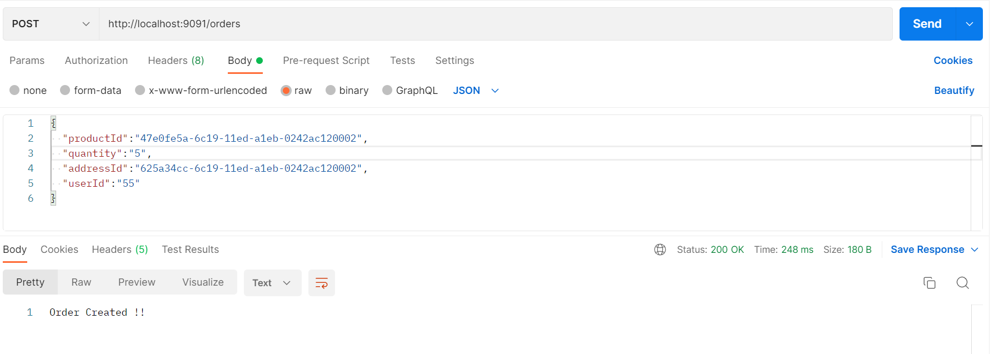 POST http://localhost:9091/orders Send
Params Authorization Headers (8) Body Pre-request Script Tests Settings Cookies
none form-data x-www-form-urlencoded raw binary GraphQL JSON Beautify
1 {
2 "productId":"47e0fe5a-6c19-11ed-a1eb-0242ac120002",
3 "quantity":"5",
4 "addressId":"625a34cc-6c19-11ed-a1eb-0242ac120002",
5 "userId":"55"
6 }
Body Cookies Headers (5) Test Results Status: 200 OK Time: 248 ms Size: 180 B Save Response
Pretty Raw Preview Visualize Text
1 Order Created !!